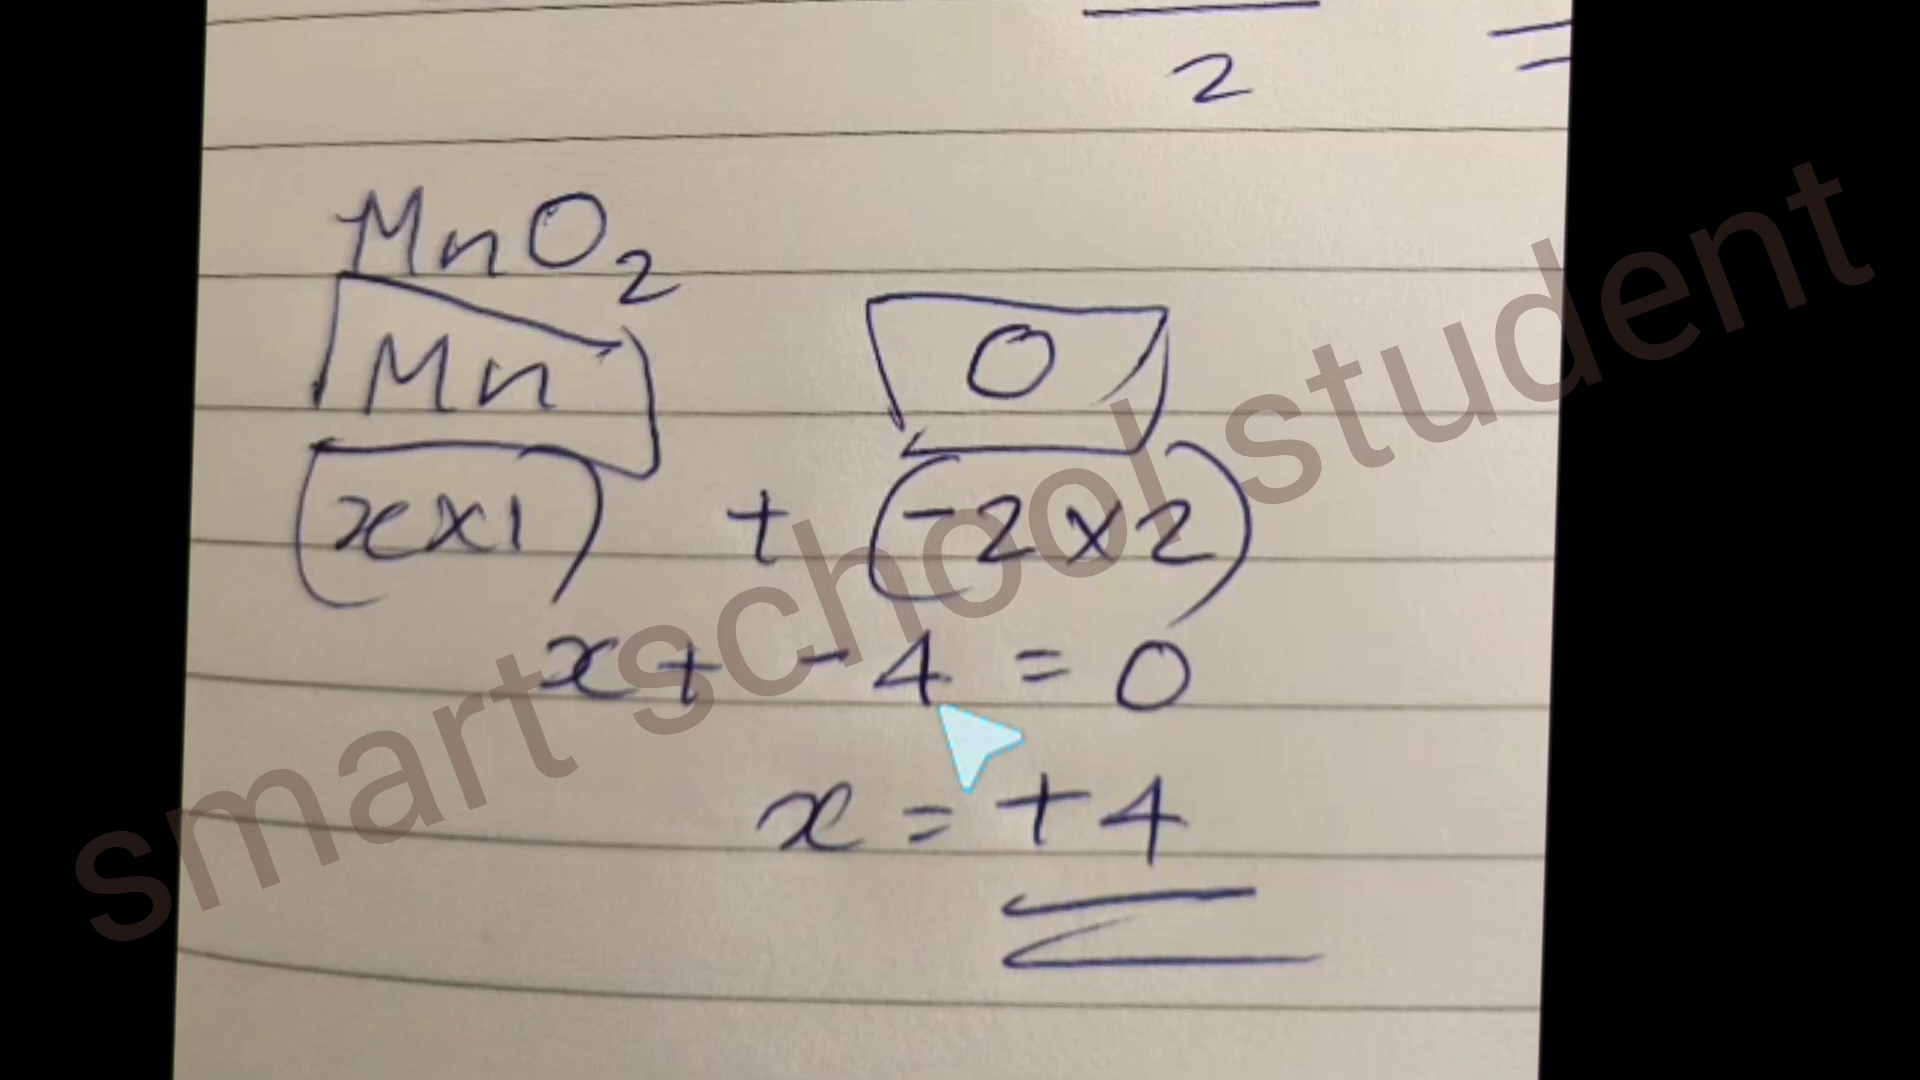 2 =
MnO₂
Mn O
(x×1) + (-2×2)
x + -4 = 0
x = +4
smart school student